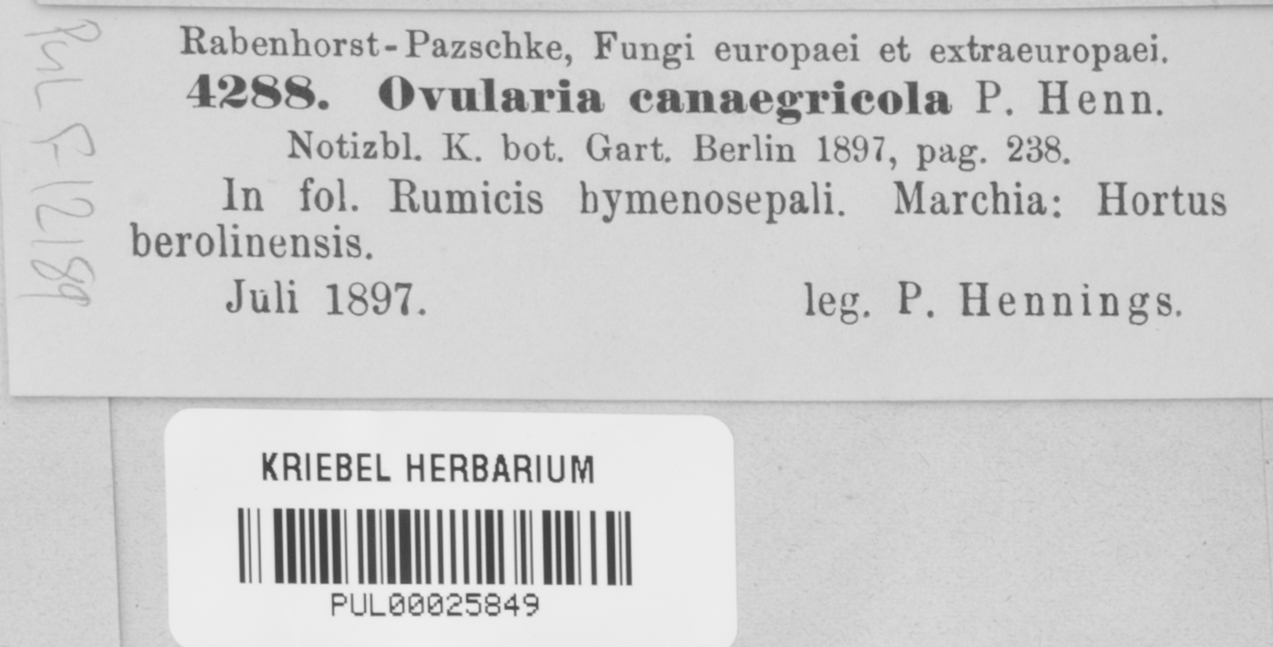 Rabenhorst-Pazschke, Fungi europaei et extraeuropaei.
4288. Ovularia canaegricola P. Henn.
Notizbl. K. bot. Gart. Berlin 1897, pag. 238.
In fol. Rumicis hymenosepali. Marchia: Hortus
berolinensis.
Juli 1897. leg. P. Hennings.
PUL F-12189
KRIEBEL HERBARIUM
PUL00025849